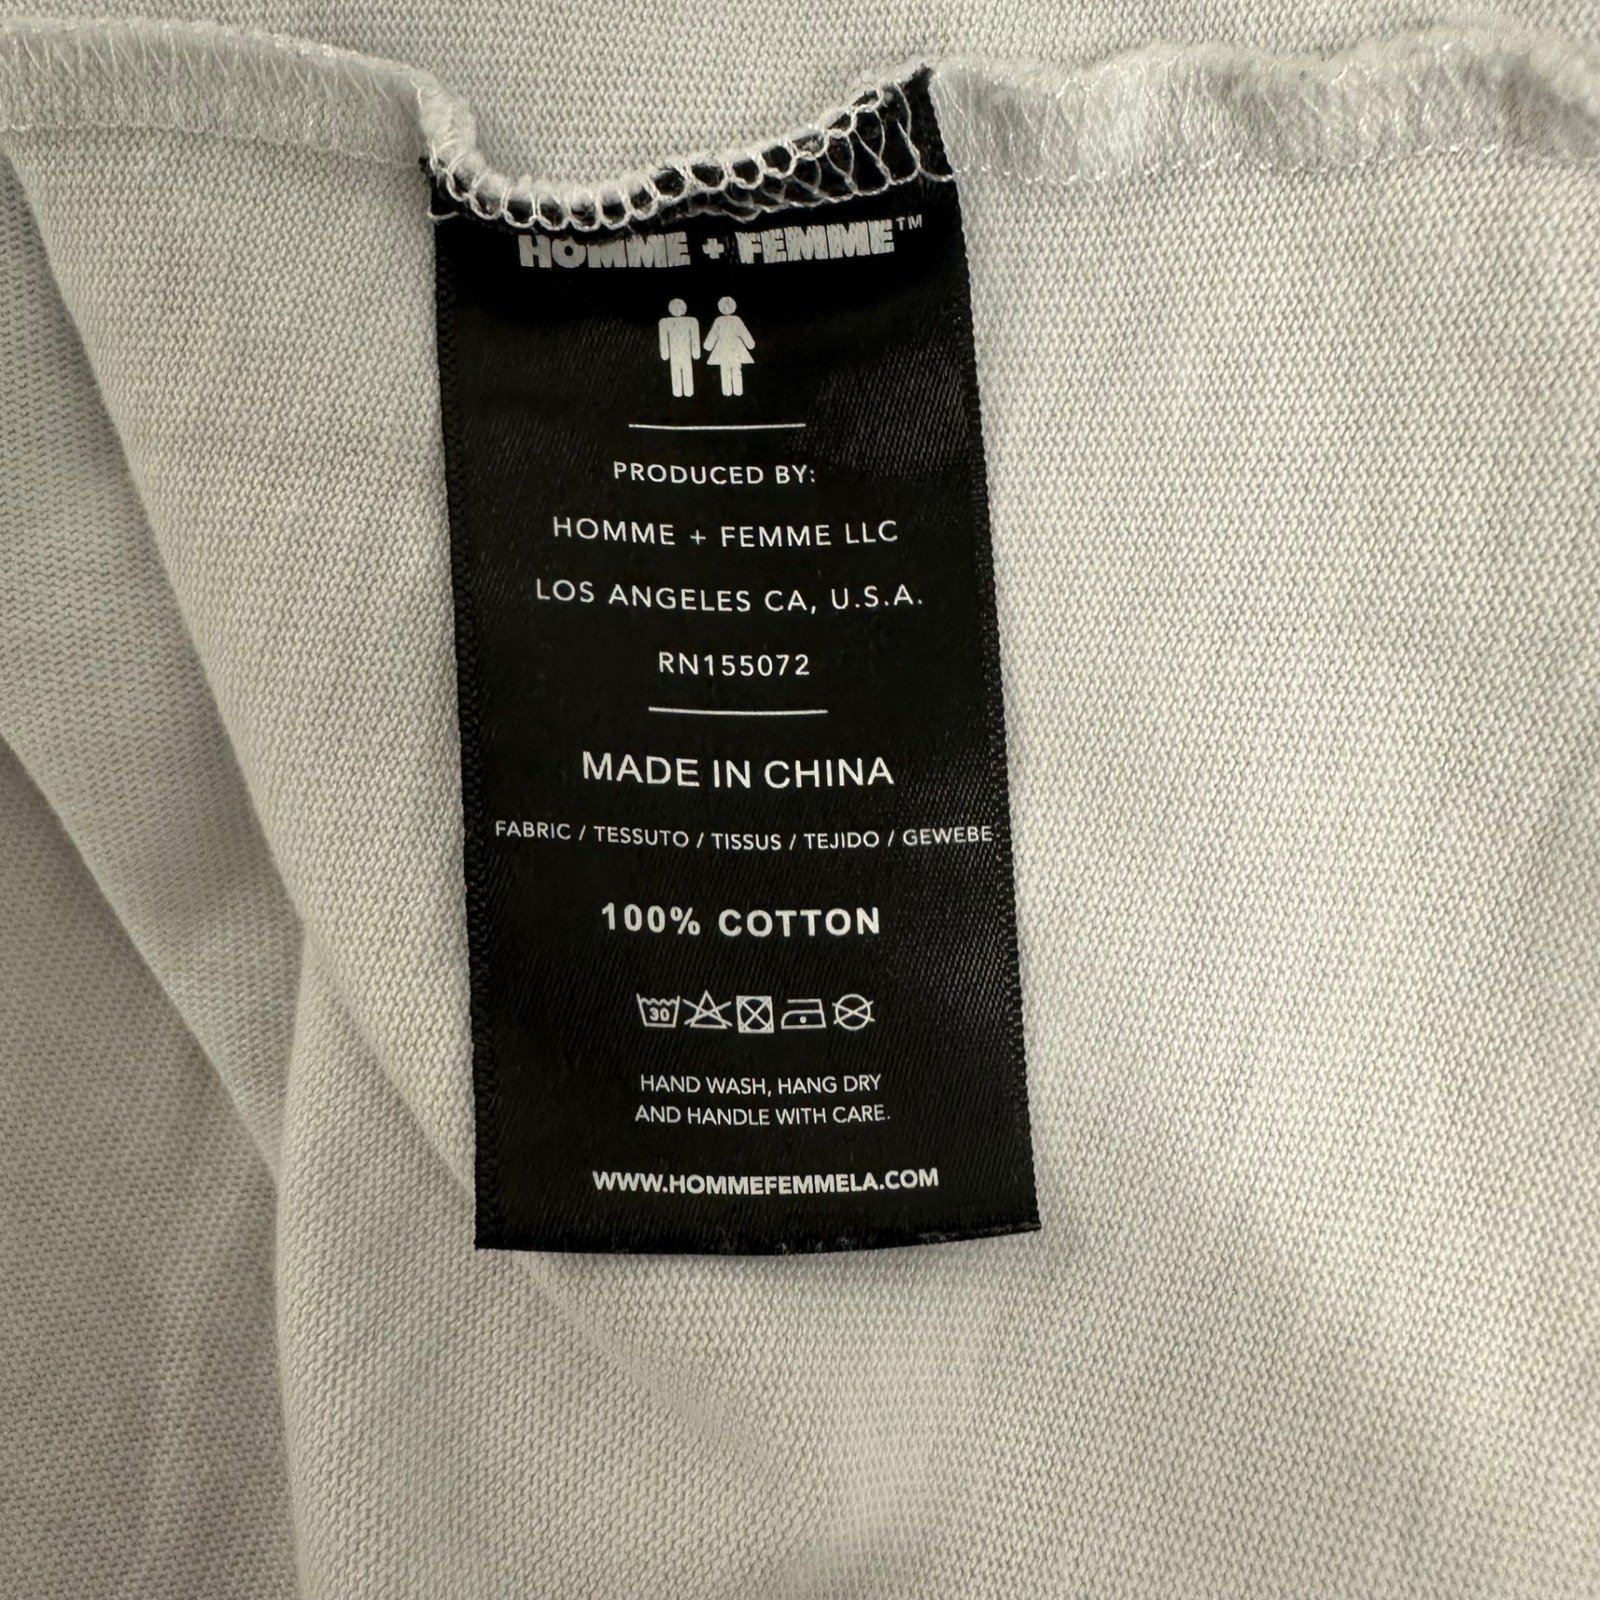 HOMME + FEMME™
PRODUCED BY:
HOMME + FEMME LLC
LOS ANGELES CA, U.S.A.
RN155072
MADE IN CHINA
FABRIC / TESSUTO / TISSUS / TEJIDO / GEWEBE
100% COTTON
30
HAND WASH, HANG DRY
AND HANDLE WITH CARE.
WWW.HOMMEFEMMELA.COM